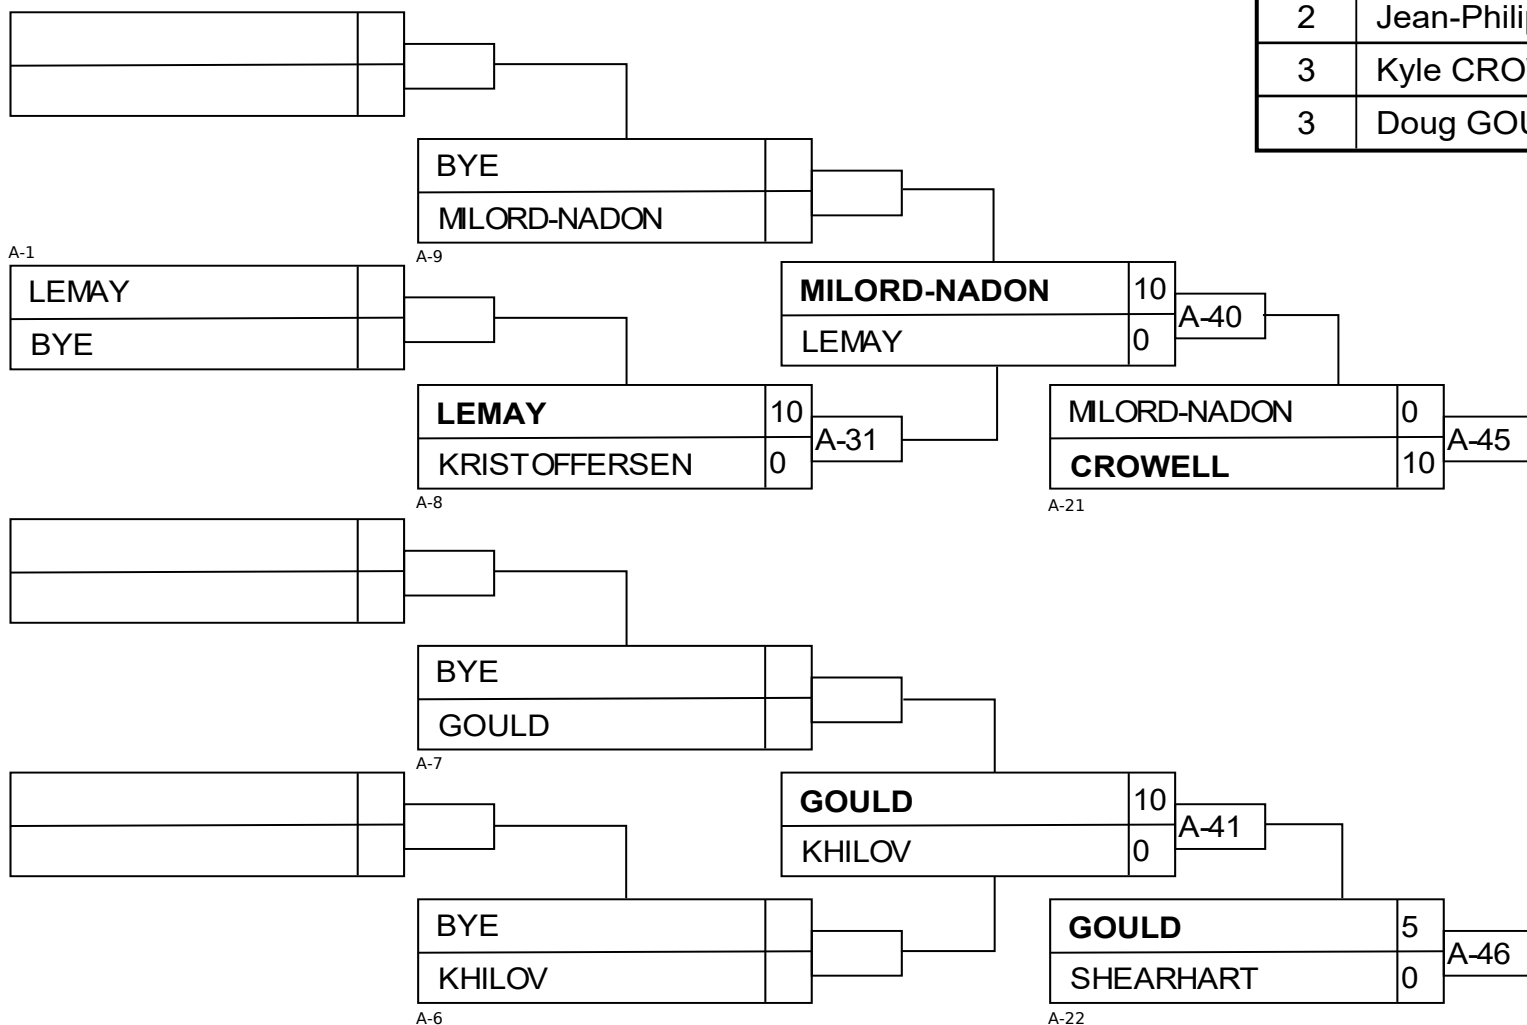 2 Jean-Phili
3 Kyle CRO
3 Doug GOU
BYE
MILORD-NADON
A-1
A-9
LEMAY
BYE
MILORD-NADON 10
LEMAY 0
A-40
LEMAY 10
KRISTOFFERSEN 0
A-31
MILORD-NADON 0
CROWELL 10
A-45
A-8
A-21
BYE
GOULD
A-7
GOULD 10
KHILOV 0
A-41
BYE
KHILOV
GOULD 5
SHEARHART 0
A-46
A-6
A-22